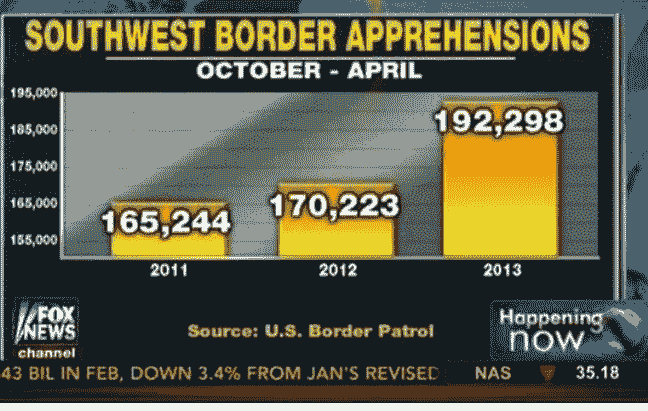 SOUTHWEST BORDER APPREHENSIONS
OCTOBER - APRIL
195,000
185,000
175,000
165,000
155,000
165,244
170,223
192,298
2011 2012 2013
FOX
NEWS
channel
Source: U.S. Border Patrol
Happening
now
43 BIL IN FEB, DOWN 3.4% FROM JAN'S REVISED NAS 35.18